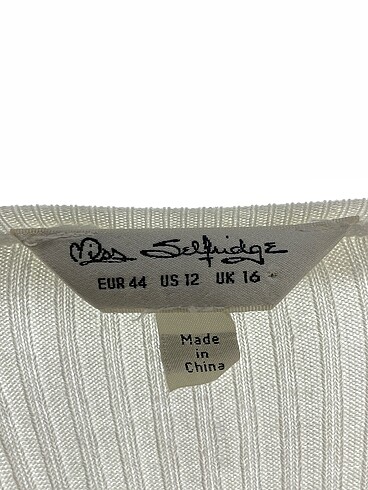 Miss Selfridge
EUR 44 US 12 UK 16
Made
in
China